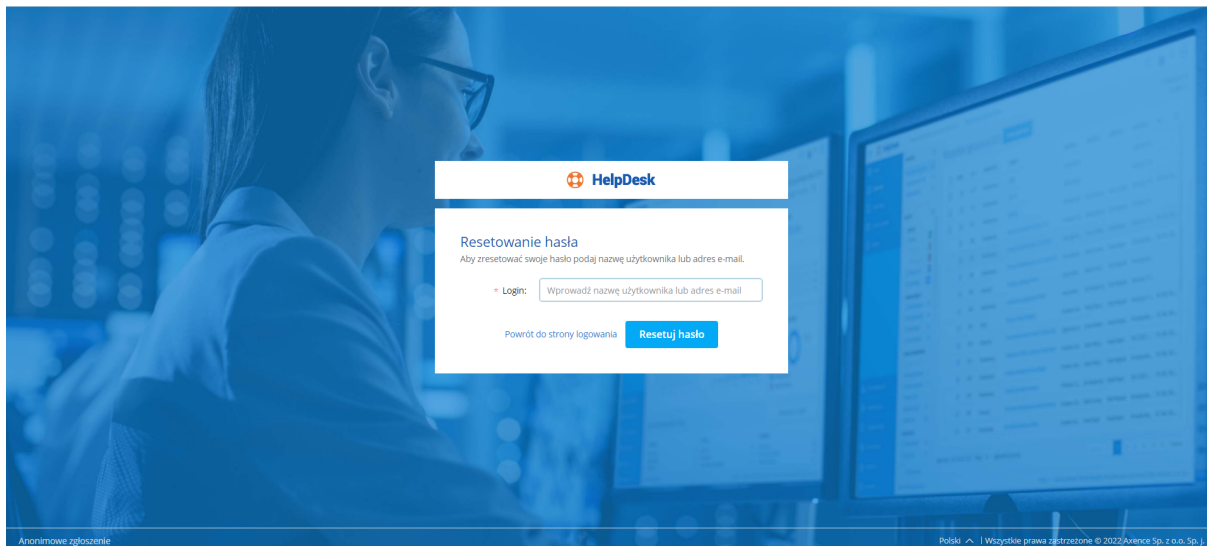 HelpDesk
Resetowanie hasła
Aby zresetować swoje hasło podaj nazwę użytkownika lub adres e-mail.
* Login: Wprowadź nazwę użytkownika lub adres e-mail
Powrót do strony logowania Resetuj hasło
Anonimowe zgłoszenie Polski | Wszystkie prawa zastrzeżone © 2022 Axence Sp. z o.o. Sp. j.